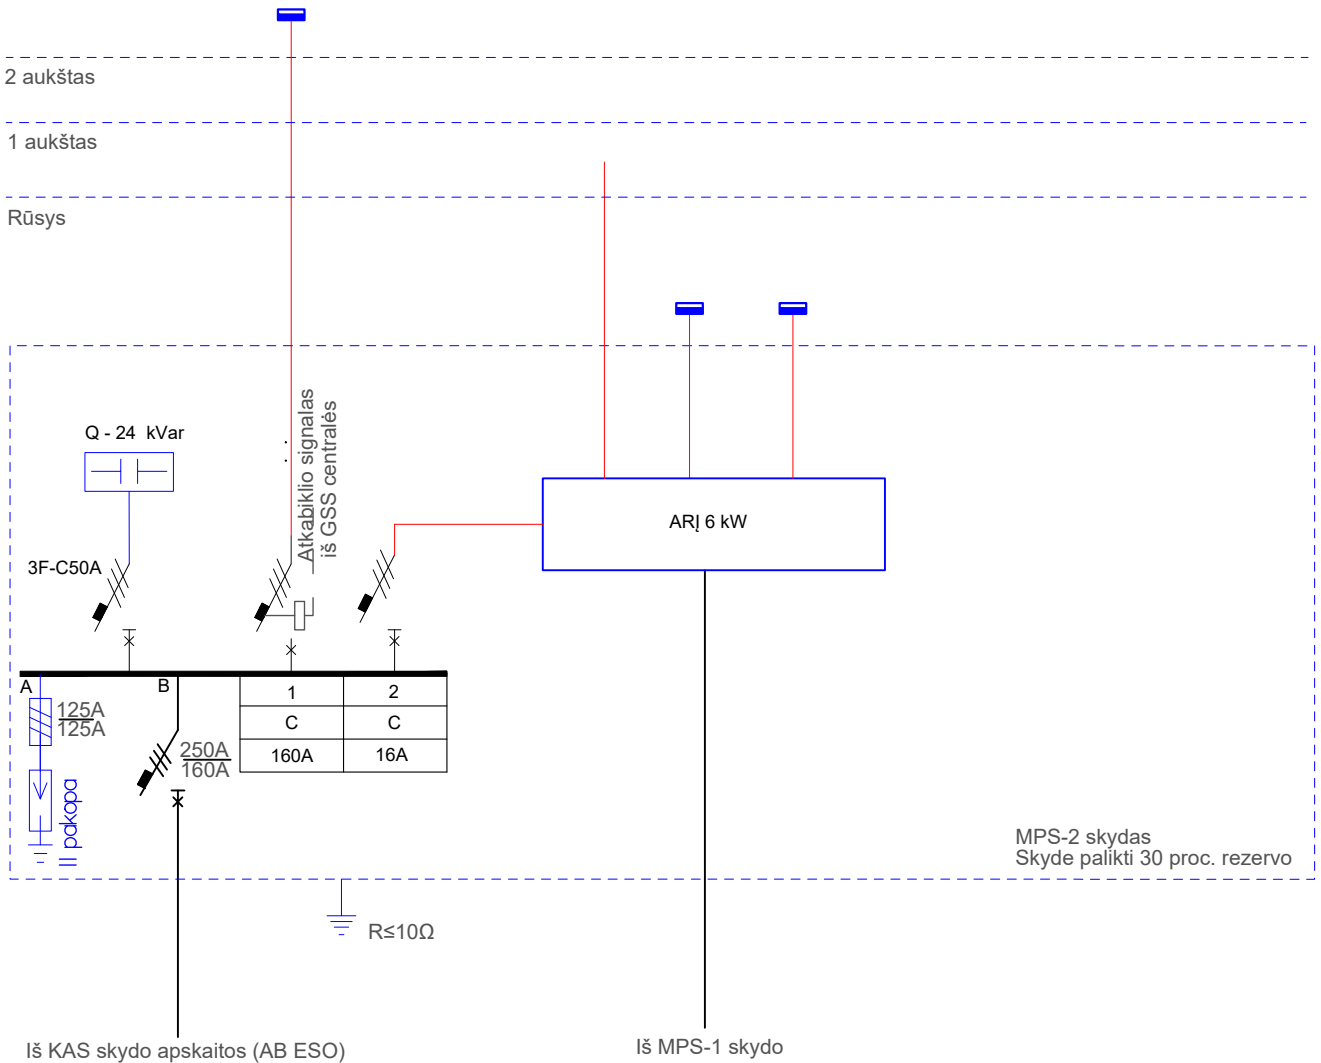 2 aukštas
1 aukštas
Rūsys
Atkabiklio signalas
iš GSS centralės
Q - 24 kVar
ARĮ 6 kW
3F-C50A
A
B
1
2
125A
125A
C
C
250A
160A
160A
16A
II pakopa
MPS-2 skydas
Skyde palikti 30 proc. rezervo
R≤10Ω
Iš KAS skydo apskaitos (AB ESO)
Iš MPS-1 skydo